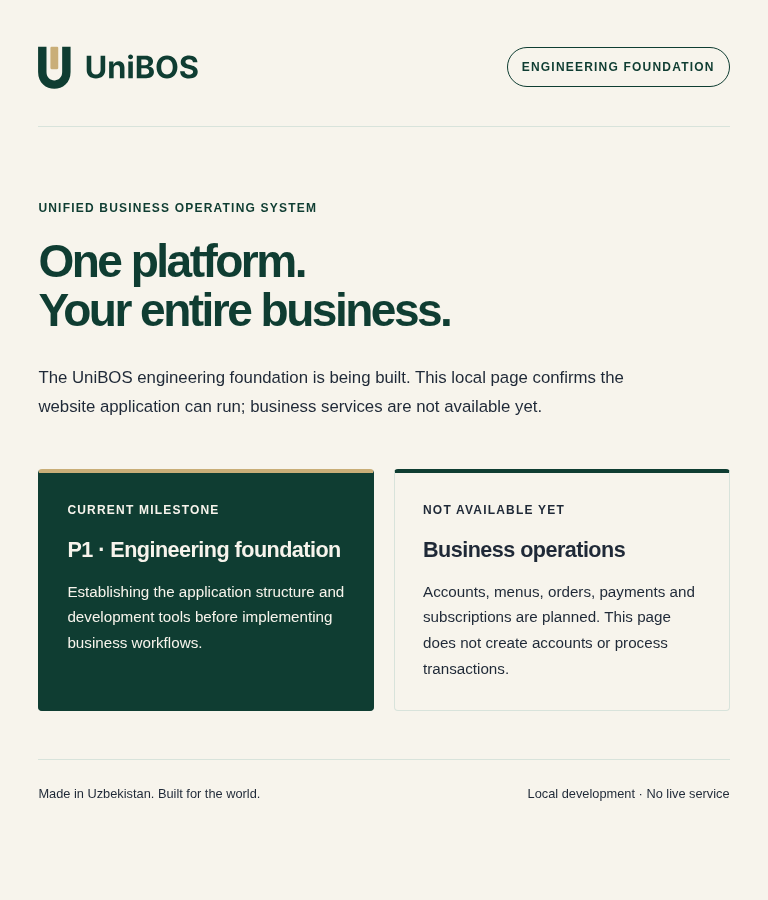 UniBOS
ENGINEERING FOUNDATION
UNIFIED BUSINESS OPERATING SYSTEM
One platform.
Your entire business.
The UniBOS engineering foundation is being built. This local page confirms the
website application can run; business services are not available yet.
CURRENT MILESTONE
P1 · Engineering foundation
Establishing the application structure and
development tools before implementing
business workflows.
NOT AVAILABLE YET
Business operations
Accounts, menus, orders, payments and
subscriptions are planned. This page
does not create accounts or process
transactions.
Made in Uzbekistan. Built for the world.
Local development · No live service